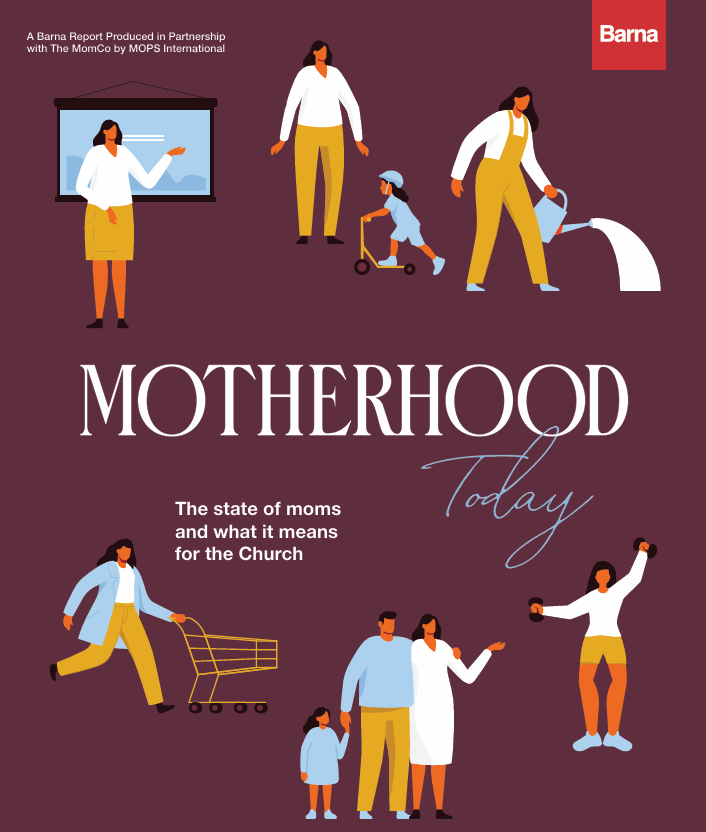 A Barna Report Produced in Partnership
with The MomCo by MOPS International
Barna
MOTHERHOOD
Today
The state of moms
and what it means
for the Church